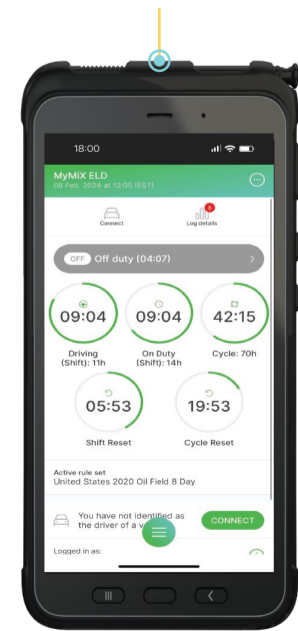 18:00
MyMiX ELD
08 Feb. 2024 at 12:05 (EST)
6
Connect
Log details
OFF Off duty (04:07)
09:04
09:04
42:15
Driving
(Shift): 11h
On Duty
(Shift): 14h
Cycle: 70h
05:53
19:53
Shift Reset
Cycle Reset
Active rule set
United States 2020 Oil Field 8 Day
You have not identified as
the driver of a v
CONNECT
Logged in as: